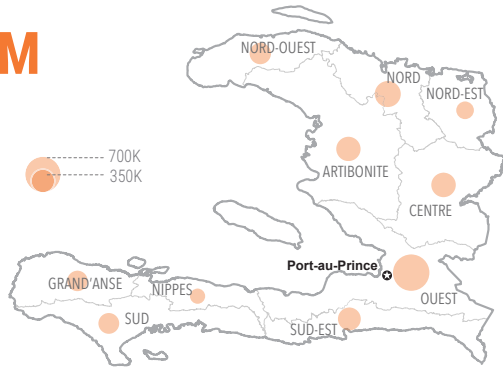 M
NORD-OUEST
NORD
NORD-EST
700K
350K
ARTIBONITE
CENTRE
Port-au-Prince
GRAND'ANSE
NIPPES
OUEST
SUD
SUD-EST